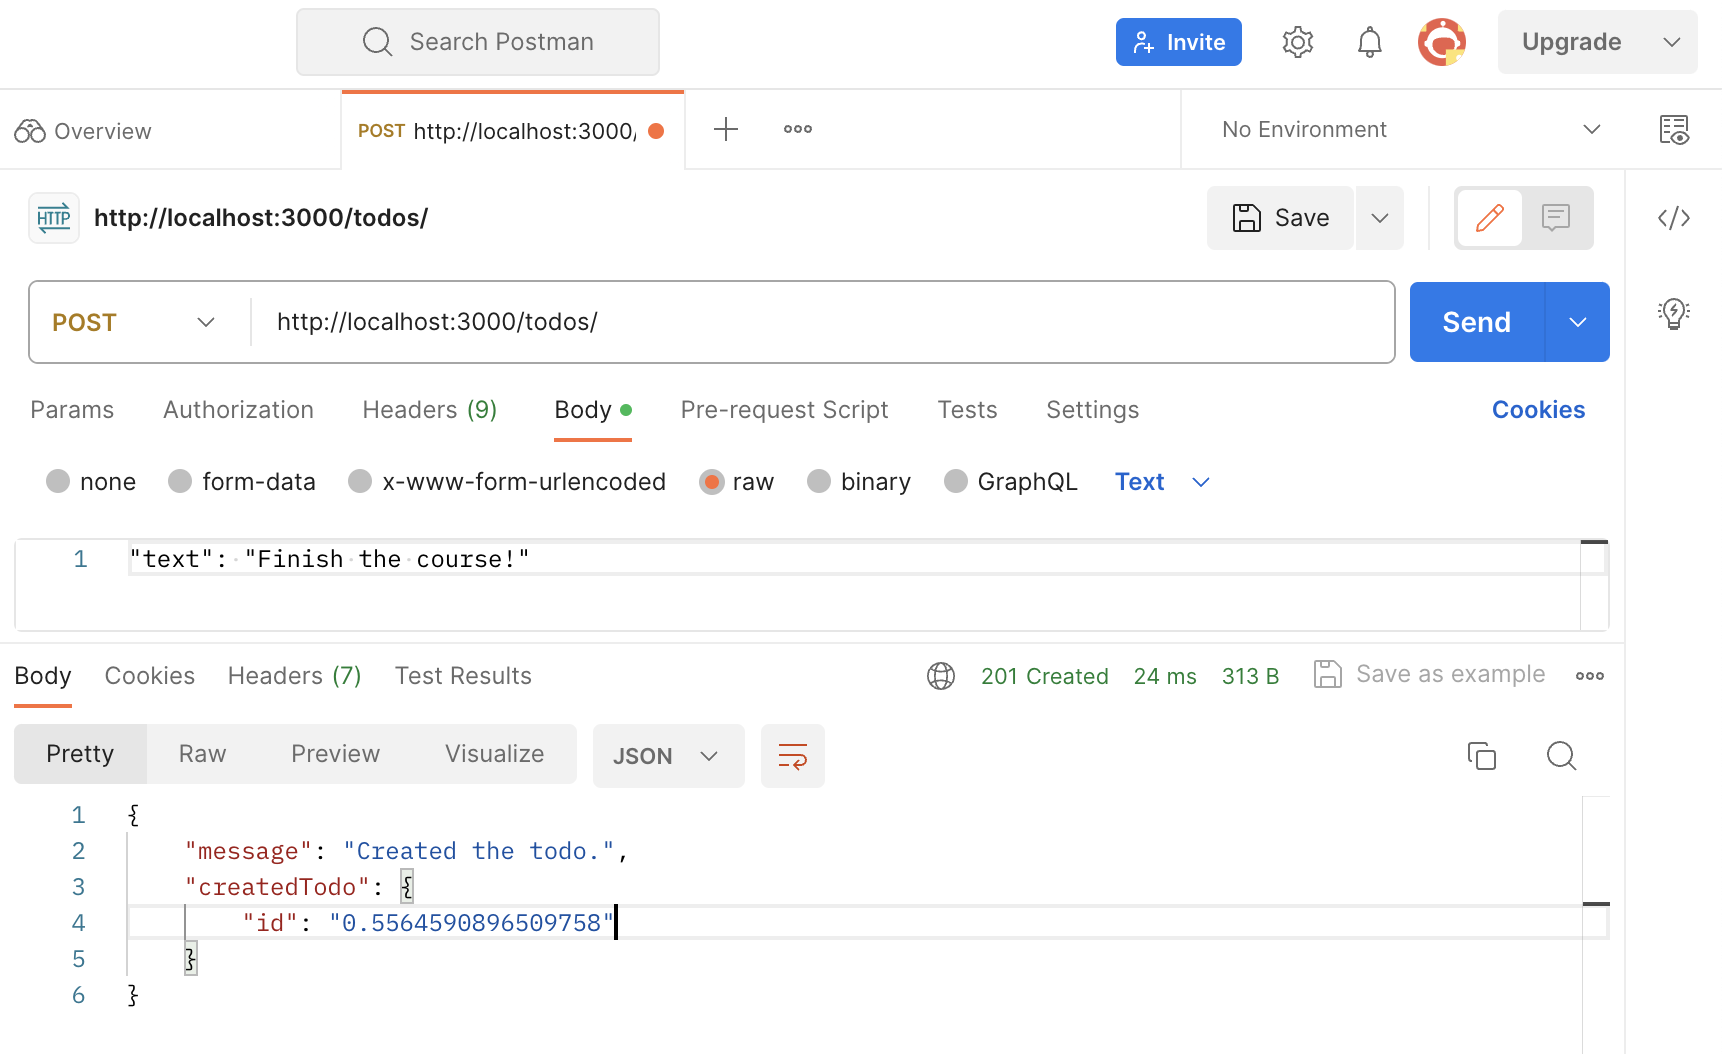 Search Postman
Invite
Upgrade
Overview
POST http://localhost:3000/
No Environment
HTTP
http://localhost:3000/todos/
Save
POST
http://localhost:3000/todos/
Send
Params Authorization Headers (9) Body Pre-request Script Tests Settings Cookies
none form-data x-www-form-urlencoded raw binary GraphQL Text
1 "text": "Finish the course!"
Body Cookies Headers (7) Test Results 201 Created 24 ms 313 B Save as example
Pretty Raw Preview Visualize JSON
1 {
2 "message": "Created the todo.",
3 "createdTodo": {
4 "id": "0.5564590896509758"
5 }
6 }